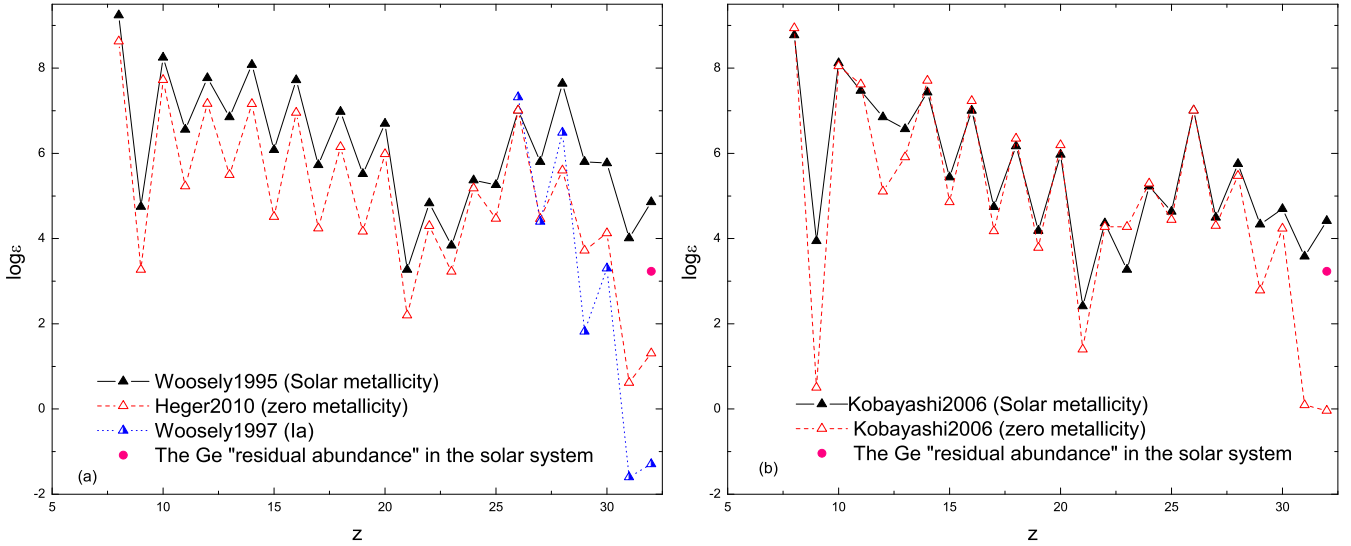 8
6
4
2
0
-2
logε
Woosely1995 (Solar metallicity)
Heger2010 (zero metallicity)
Woosely1997 (Ia)
The Ge "residual abundance" in the solar system
(a)
5 10 15 20 25 30
z
8
6
4
2
0
-2
logε
Kobayashi2006 (Solar metallicity)
Kobayashi2006 (zero metallicity)
The Ge "residual abundance" in the solar system
(b)
5 10 15 20 25 30
z